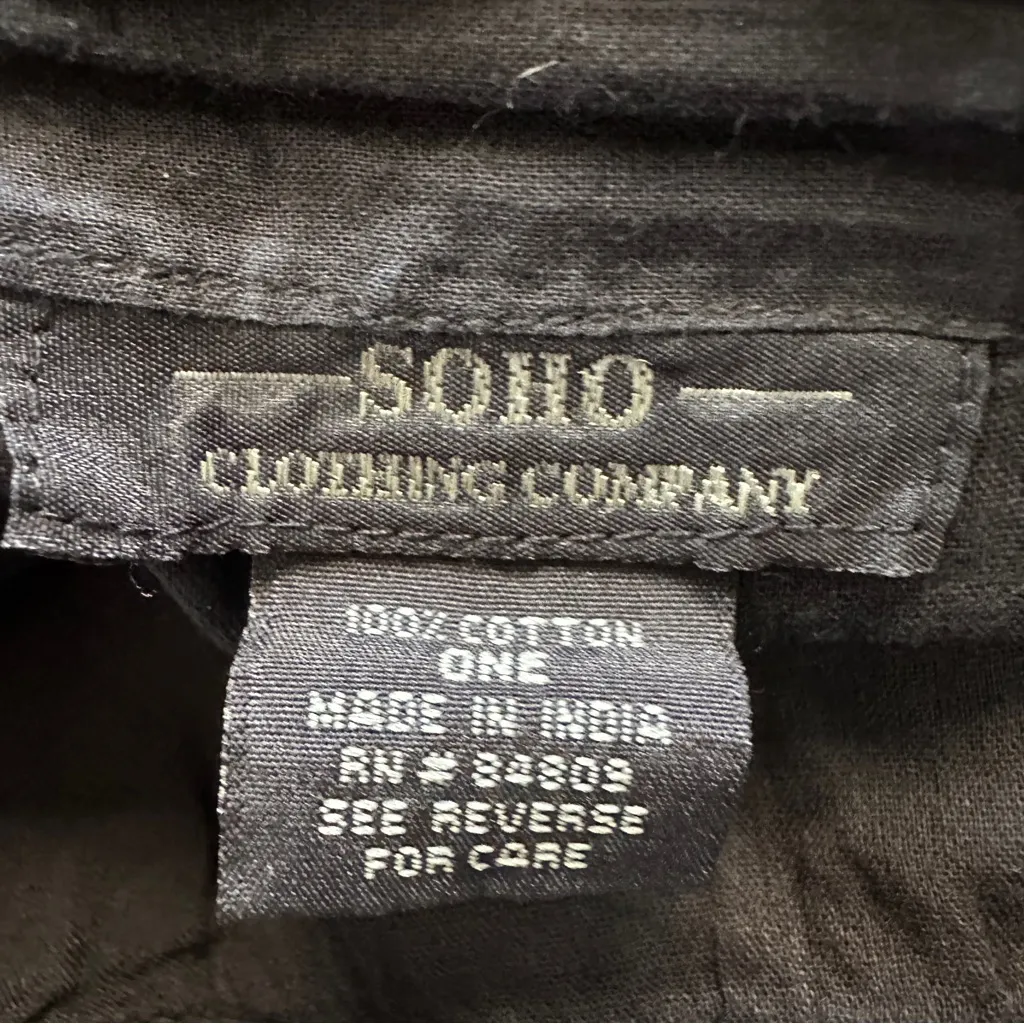 SOHO
CLOTHING COMPANY
100% COTTON
ONE
MADE IN INDIA
RN # 84809
SEE REVERSE
FOR CARE